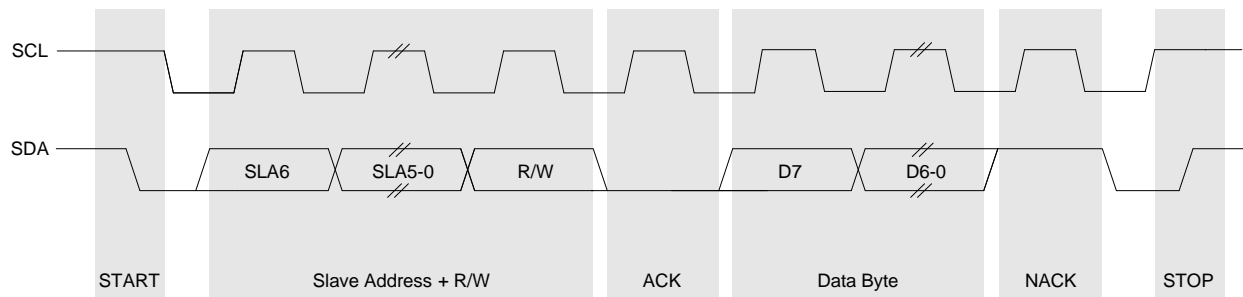 SCL
SDA
SLA6 SLA5-0 R/W D7 D6-0
START Slave Address + R/W ACK Data Byte NACK STOP